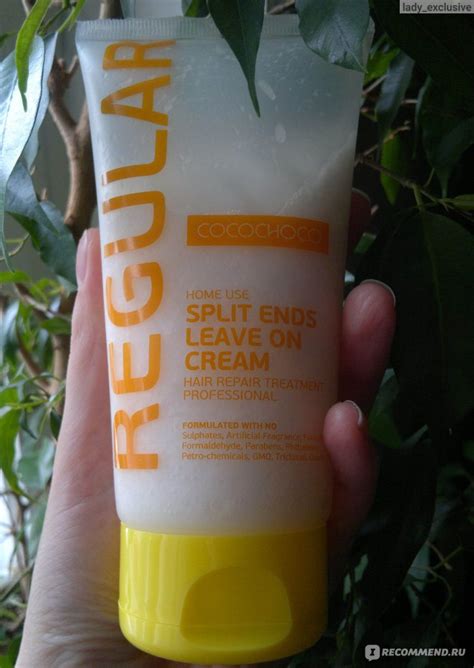 lady_exclusive
REGULAR
COCOCHOCO
HOME USE
SPLIT ENDS
LEAVE ON
CREAM
HAIR REPAIR TREATMENT
PROFESSIONAL
FORMULATED WITH NO
Sulphates, Artificial Fragrance
Formaldehyde, Parabens,
Petro-chemicals, GMO,
IRECOMMEND.RU